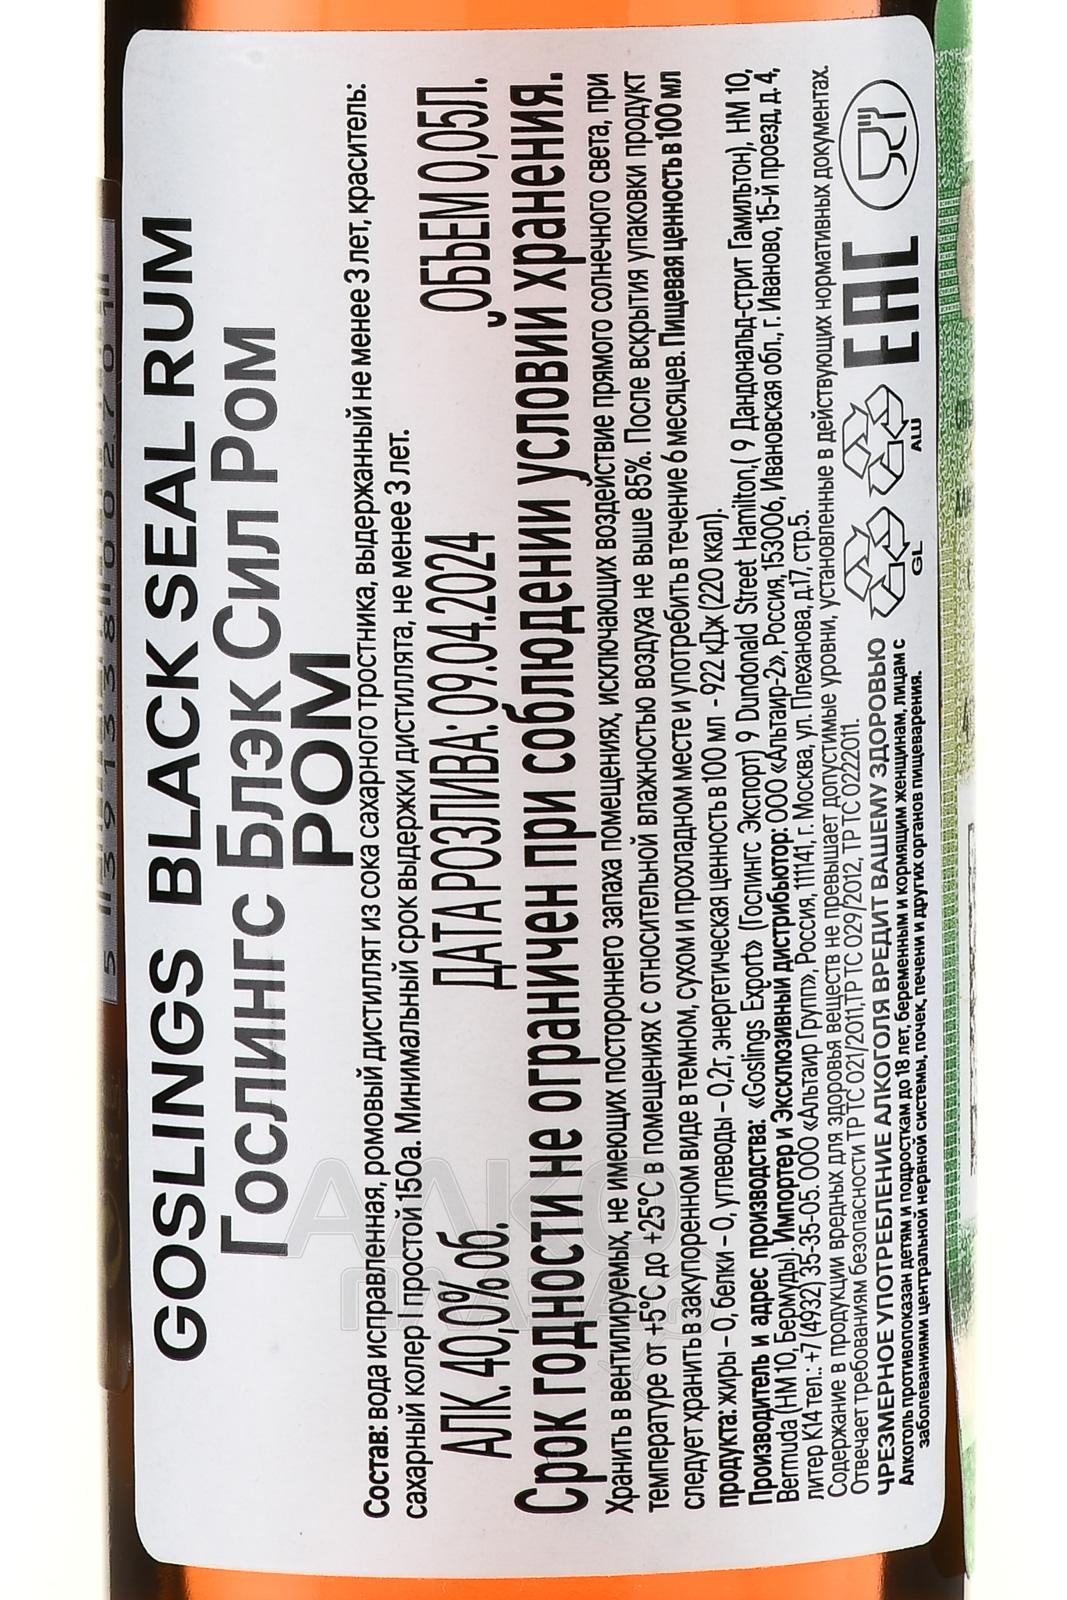 GOSLINGS BLACK SEAL RUM
Гослингс Блэк Сил Ром
РОМ
Состав: вода исправленная, ромовый дистиллят из сока сахарного тростника, выдержанный не менее 3 лет, краситель:
сахарный колер I простой 150a. Минимальный срок выдержки дистиллята, не менее 3 лет.
АЛК. 40,0% об. ДАТА РОЗЛИВА: 09.04.2024 ОБЪЕМ 0,05Л.
Срок годности не ограничен при соблюдении условий хранения.
Хранить в вентилируемых, не имеющих постороннего запаха помещениях, исключающих воздействие прямого солнечного света, при
температуре от +5°C до +25°C в помещениях с относительной влажностью воздуха не выше 85%. После вскрытия упаковки продукт
следует хранить в закупоренном виде в темном, сухом и прохладном месте и употребить в течение 6 месяцев. Пищевая ценность в 100 мл
продукта: жиры – 0, белки – 0, углеводы – 0,2г, энергетическая ценность в 100 мл - 922 кДж (220 ккал).
Производитель и адрес производства: «Goslings Export» (Гослингс Экспорт) 9 Dundonald Street Hamilton,( 9 Дандональд-стрит Гамильтон), HM 10,
Bermuda (HM 10, Бермуды). Импортер и Эксклюзивный дистрибьютор: ООО «Альтаир-2», Россия, 153006, Ивановская обл., г. Иваново, 15-й проезд, д. 4,
литер К14 тел.: +7 (4932) 35-35-05. ООО «Альтаир Групп», Россия, 111141, г. Москва, ул. Плеханова, д.17, стр.5.
Содержание в продукции вредных для здоровья веществ не превышает допустимые уровни, установленные в действующих нормативных документах.
Отвечает требованиям безопасности ТР ТС 021/2011,ТР ТС 029/2012, ТР ТС 0222011.
ЧРЕЗМЕРНОЕ УПОТРЕБЛЕНИЕ АЛКОГОЛЯ ВРЕДИТ ВАШЕМУ ЗДОРОВЬЮ
Алкоголь противопоказан детям и подросткам до 18 лет, беременным и кормящим женщинам, лицам с
заболеваниями центральной нервной системы, почек, печени и других органов пищеварения.
GL
ALU
EAC
АЛКО
ПЛАЗА